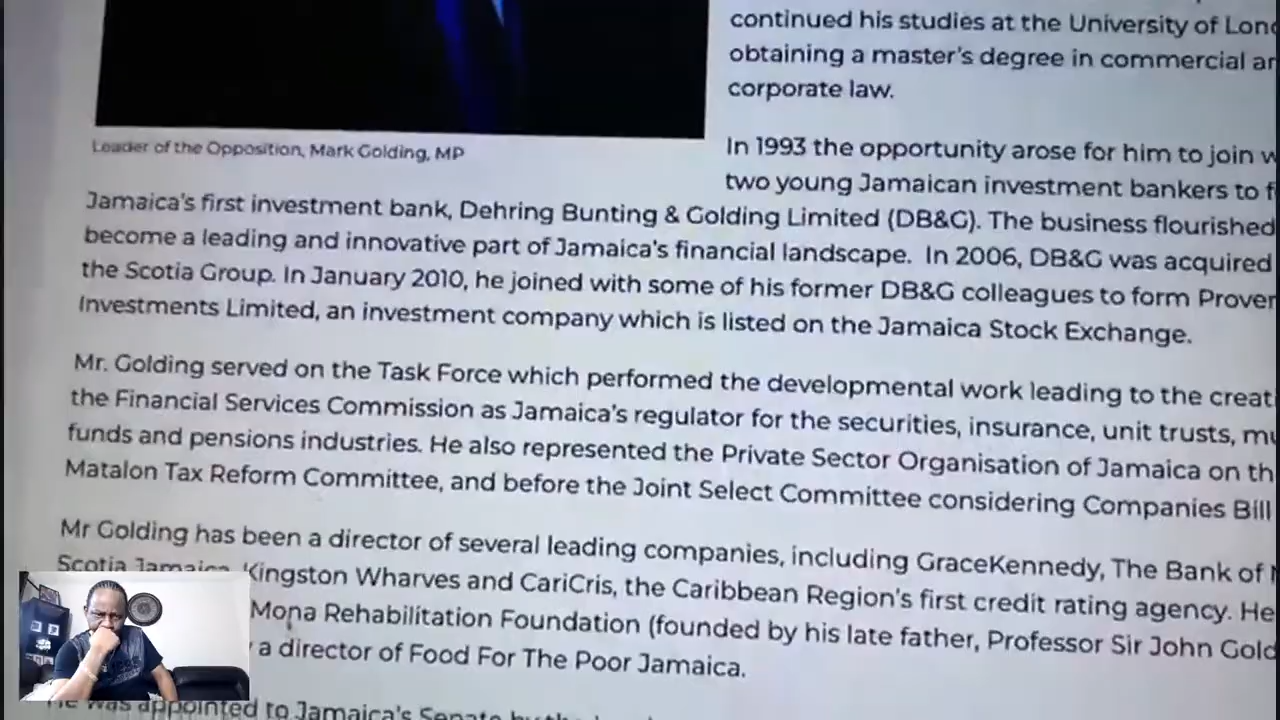 continued his studies at the University of
obtaining a master's degree in commercial
corporate law.
Leader of the Opposition, Mark Golding, MP
In 1993 the opportunity arose for him to join
two young Jamaican investment bankers to
Jamaica's first investment bank, Dehring Bunting & Golding Limited (DB&G). The business flourished
become a leading and innovative part of Jamaica's financial landscape. In 2006, DB&G was acquired
the Scotia Group. In January 2010, he joined with some of his former DB&G colleagues to form
Investments Limited, an investment company which is listed on the Jamaica Stock Exchange.
Mr. Golding served on the Task Force which performed the developmental work leading to the
the Financial Services Commission as Jamaica's regulator for the securities, insurance, unit trusts,
funds and pensions industries. He also represented the Private Sector Organisation of Jamaica on
Matalon Tax Reform Committee, and before the Joint Select Committee considering Companies Bill
Mr Golding has been a director of several leading companies, including GraceKennedy, The Bank of
Scotia Jamaica, Kingston Wharves and CariCris, the Caribbean Region's first credit rating agency. He
Mona Rehabilitation Foundation (founded by his late father, Professor Sir John
a director of Food For The Poor Jamaica.
He was appointed to Jamaica's Senate by the